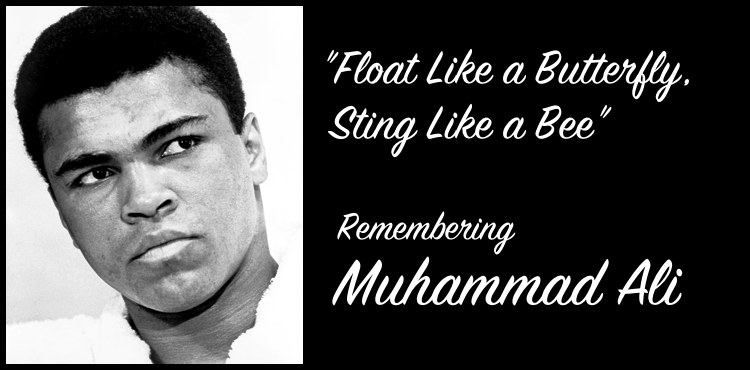 "Float Like a Butterfly,
Sting Like a Bee"
Remembering
Muhammad Ali